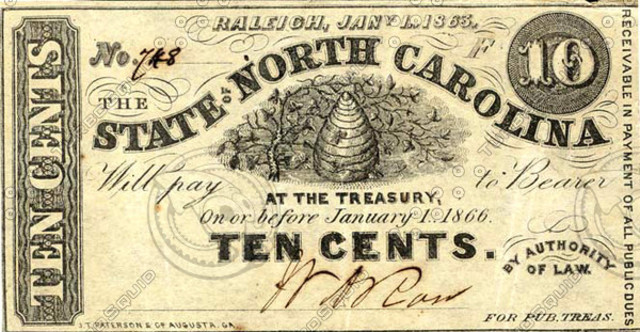 RALEIGH, JANY 1. 1863.
No. 748
F
10
THE
STATE OF NORTH CAROLINA
Will pay to Bearer
AT THE TREASURY,
On or before January 1. 1866.
TEN CENTS.
BY AUTHORITY
OF LAW.
FOR PUB. TREAS.
J.T. PATERSON & CO AUGUSTA, GA.
TEN CENTS
RECEIVABLE IN PAYMENT OF ALL PUBLIC DUES
SQUID